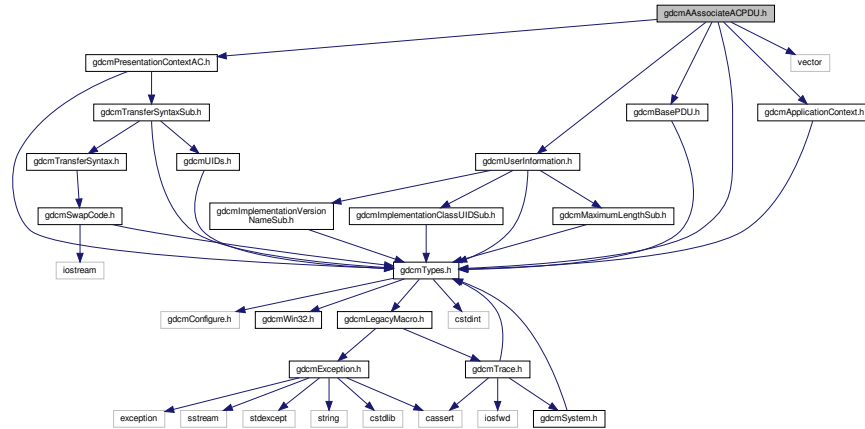 gdcmAAssociateACPDU.h
gdcmPresentationContextAC.h
vector
gdcmTransferSyntaxSub.h
gdcmBasePDU.h
gdcmApplicationContext.h
gdcmTransferSyntax.h
gdcmUIDs.h
gdcmUserInformation.h
gdcmSwapCode.h
gdcmImplementationVersion
NameSub.h
gdcmImplementationClassUIDSub.h
gdcmMaximumLengthSub.h
iostream
gdcmTypes.h
gdcmConfigure.h
gdcmWin32.h
gdcmLegacyMacro.h
cstdint
gdcmException.h
gdcmTrace.h
exception
sstream
stdexcept
string
cstdlib
cassert
iosfwd
gdcmSystem.h